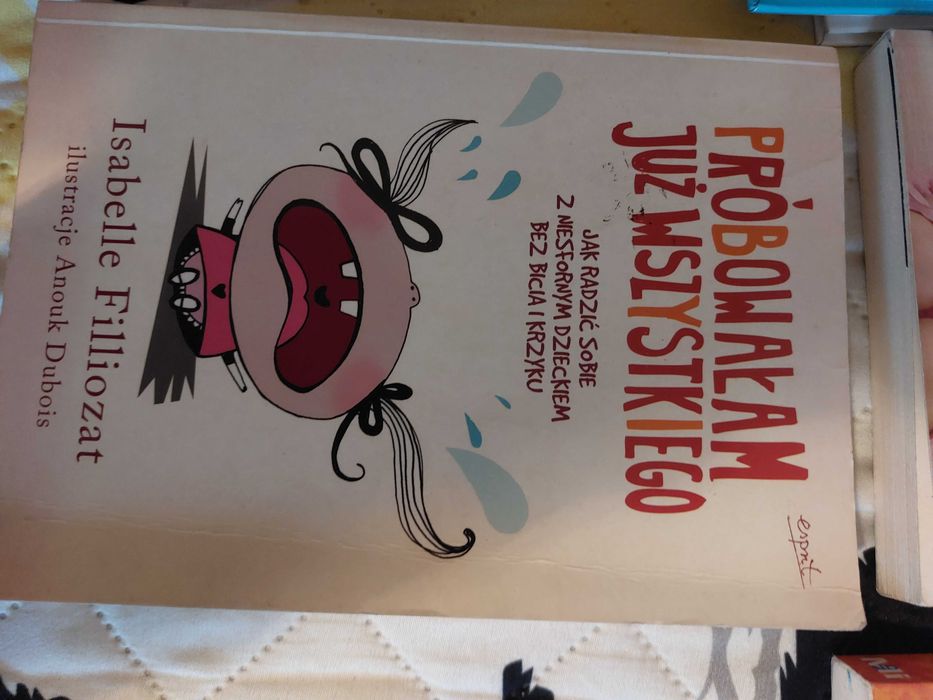 esprit
PRÓBOWAŁAM
JUŻ WSZYSTKIEGO
JAK RADZIĆ SOBIE
Z NIESFORNYM DZIECKIEM
BEZ BICIA I KRZYKU
Isabelle Filliozat
ilustracje Anouk Dubois